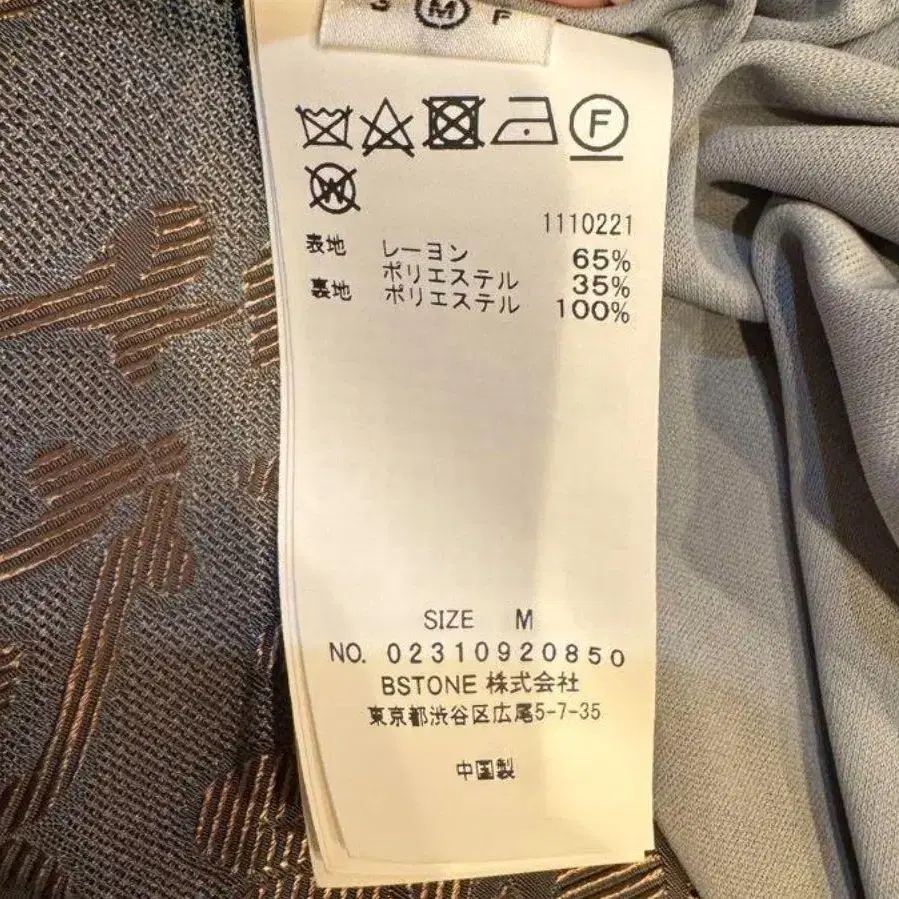 S M F
F
W
1110221
表地 レーヨン 65%
ポリエステル 35%
裏地 ポリエステル 100%
SIZE M
NO. 02310920850
BSTONE 株式会社
東京都渋谷区広尾5-7-35
中国製